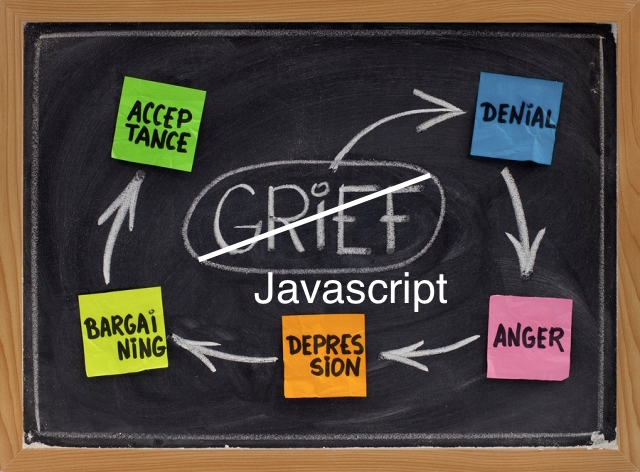 ACCEP
TANCE
DENiAL
GRiEF
Javascript
BARGAi
NiNG
DEPRES
SION
ANGER